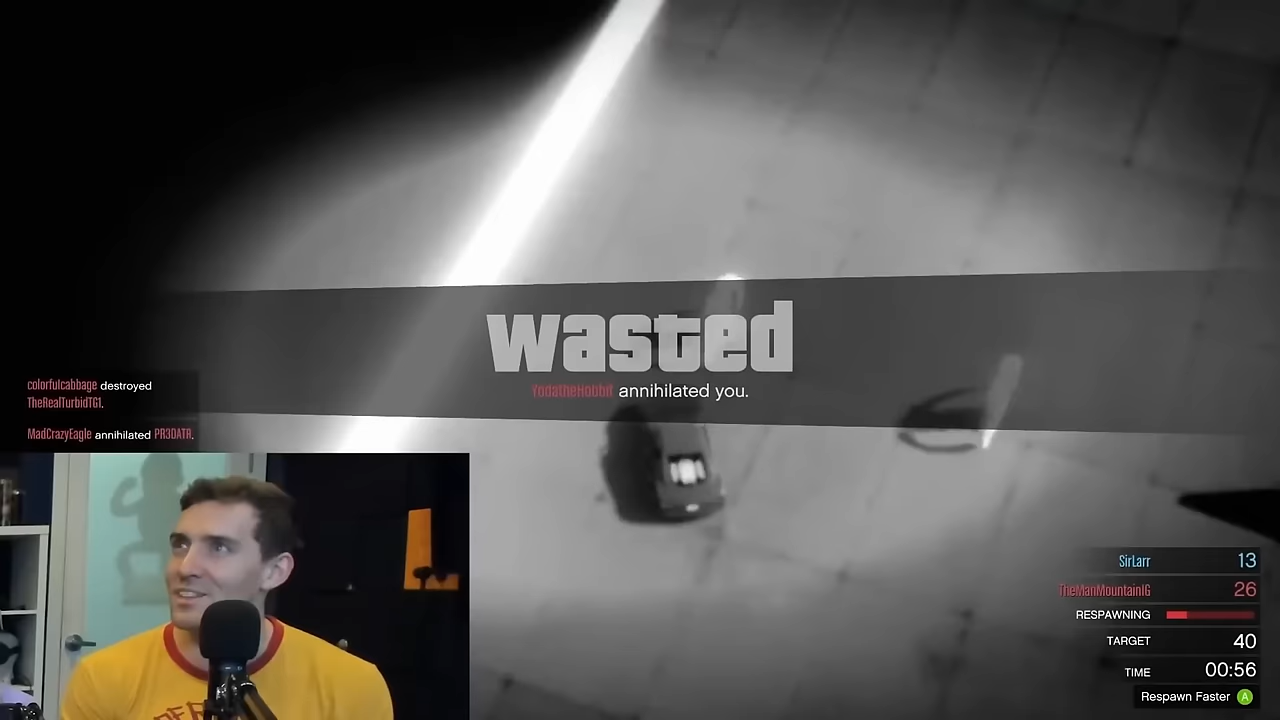 wasted
YodatheHobbit annihilated you.
colorfulcabbage destroyed
TheRealTurbidTG1.
MadCrazyEagle annihilated PR3DATR.
SirLarr 13
TheManMountainIG 26
RESPAWNING
TARGET 40
TIME 00:56
Respawn Faster A